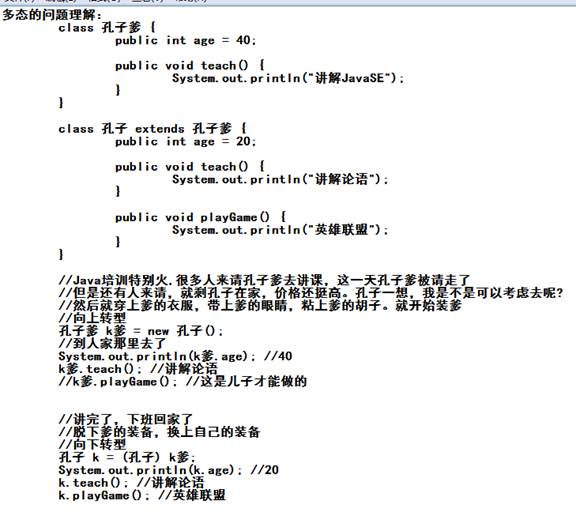 多态的问题理解：
class 孔子爹 {
public int age = 40;
public void teach() {
System.out.println("讲解JavaSE");
}
}
class 孔子 extends 孔子爹 {
public int age = 20;
public void teach() {
System.out.println("讲解论语");
}
public void playGame() {
System.out.println("英雄联盟");
}
}
//Java培训特别火,很多人来请孔子爹去讲课，这一天孔子爹被请走了
//但是还有人来请，就剩孔子在家，价格还挺高。孔子一想，我是不是可以考虑去呢?
//然后就穿上爹的衣服，带上爹的眼睛，粘上爹的胡子。就开始装爹
//向上转型
孔子爹 k爹 = new 孔子();
//到人家那里去了
System.out.println(k爹.age); //40
k爹.teach(); //讲解论语
//k爹.playGame(); //这是儿子才能做的
//讲完了，下班回家了
//脱下爹的装备，换上自己的装备
//向下转型
孔子 k = (孔子) k爹;
System.out.println(k.age); //20
k.teach(); //讲解论语
k.playGame(); //英雄联盟